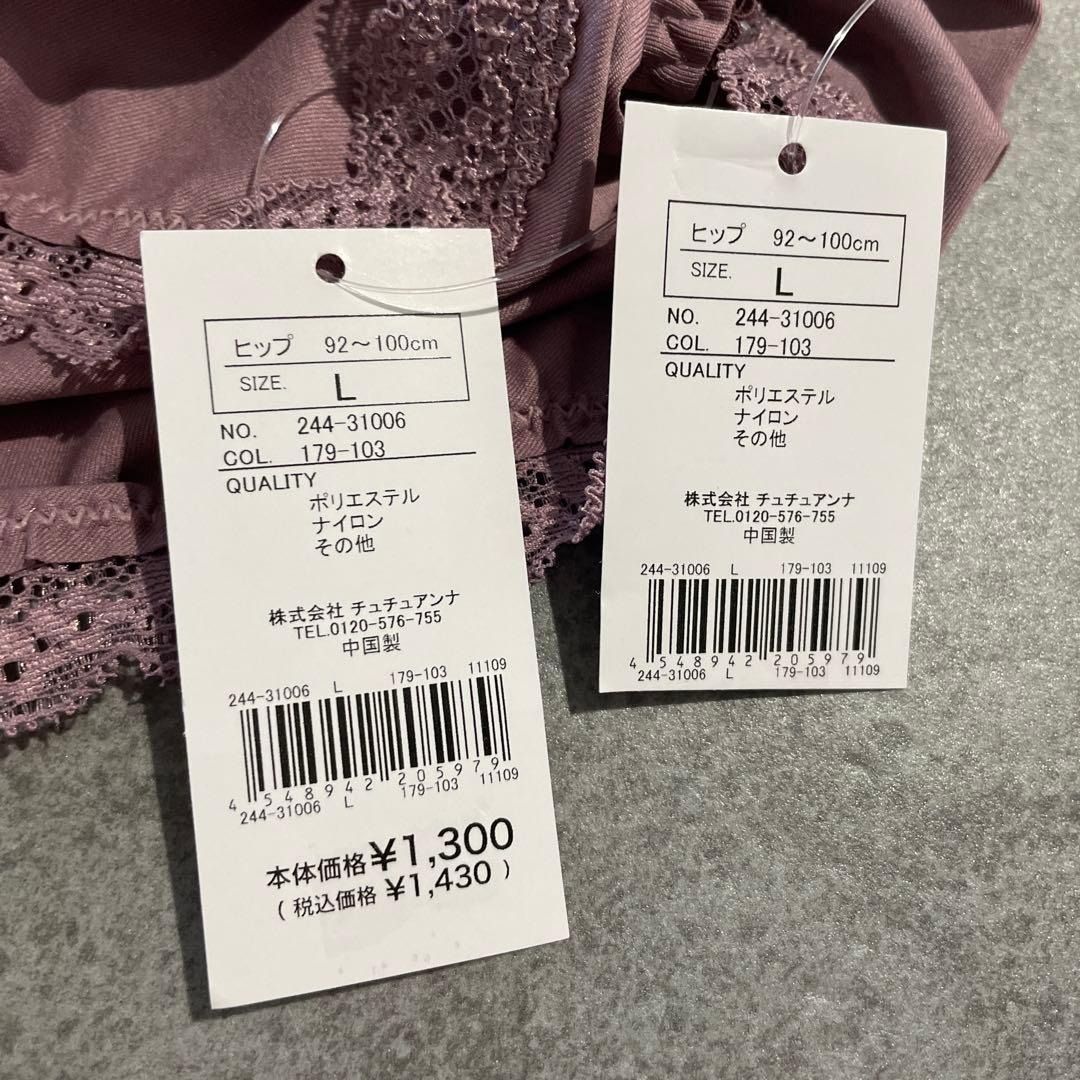 ヒップ 92～100cm
SIZE. L
NO. 244-31006
COL. 179-103
QUALITY
ポリエステル
ナイロン
その他
株式会社 チュチュアンナ
TEL.0120-576-755
中国製
244-31006 L 179-103 11109
4 548942 205979
244-31006 L 179-103 11109
本体価格 ¥1,300
( 税込価格 ¥1,430 )
ヒップ 92～100cm
SIZE. L
NO. 244-31006
COL. 179-103
QUALITY
ポリエステル
ナイロン
その他
株式会社 チュチュアンナ
TEL.0120-576-755
中国製
244-31006 L 179-103 11109
4 548942 205979
244-31006 L 179-103 11109